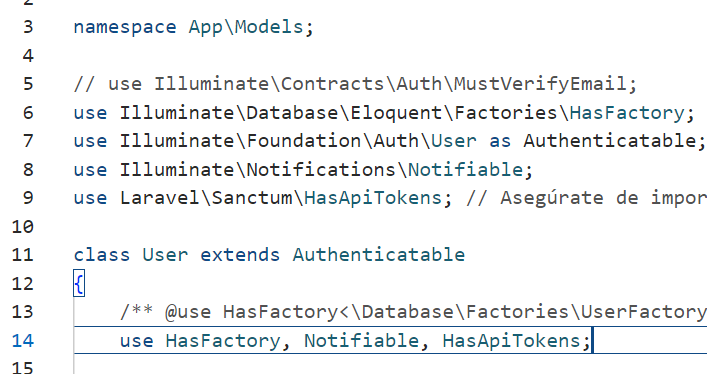 2
3 namespace App\Models;
4
5 // use Illuminate\Contracts\Auth\MustVerifyEmail;
6 use Illuminate\Database\Eloquent\Factories\HasFactory;
7 use Illuminate\Foundation\Auth\User as Authenticatable;
8 use Illuminate\Notifications\Notifiable;
9 use Laravel\Sanctum\HasApiTokens; // Asegúrate de impor
10
11 class User extends Authenticatable
12 {
13 /** @use HasFactory<\Database\Factories\UserFactory
14 use HasFactory, Notifiable, HasApiTokens;
15